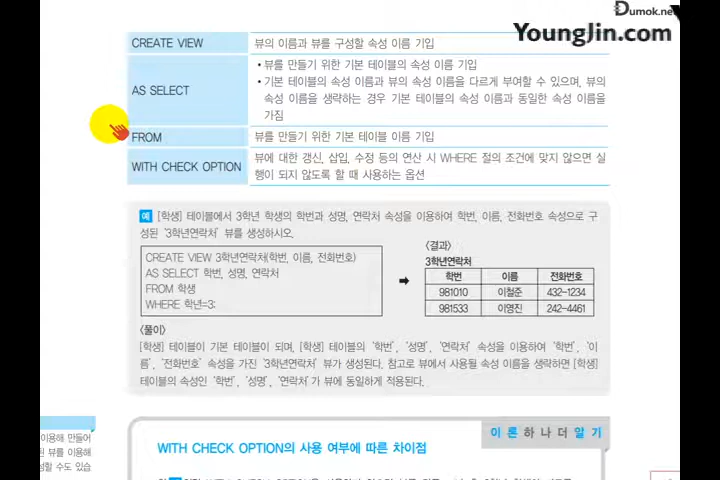 Dumok.ne
YoungJin.com
CREATE VIEW 뷰의 이름과 뷰를 구성할 속성 이름 기입
AS SELECT
• 뷰를 만들기 위한 기본 테이블의 속성 이름 기입
• 기본 테이블의 속성 이름과 뷰의 속성 이름을 다르게 부여할 수 있으며, 뷰의
속성 이름을 생략하는 경우 기본 테이블의 속성 이름과 동일한 속성 이름을
가짐
FROM 뷰를 만들기 위한 기본 테이블 이름 기입
WITH CHECK OPTION
뷰에 대한 갱신, 삽입, 수정 등의 연산 시 WHERE 절의 조건에 맞지 않으면 실
행이 되지 않도록 할 때 사용하는 옵션
예 [학생] 테이블에서 3학년 학생의 학번과 성명, 연락처 속성을 이용하여 학번, 이름, 전화번호 속성으로 구
성된 '3학년연락처' 뷰를 생성하시오.
CREATE VIEW 3학년연락처(학번, 이름, 전화번호)
AS SELECT 학번, 성명, 연락처
FROM 학생
WHERE 학년=3;
〈결과〉
3학년연락처
학번 이름 전화번호
981010 이철준 432-1234
981533 이영진 242-4461
〈풀이〉
[학생] 테이블이 기본 테이블이 되며, [학생] 테이블의 '학번', '성명', '연락처' 속성을 이용하여 '학번', '이
름', '전화번호' 속성을 가진 '3학년연락처' 뷰가 생성된다. 참고로 뷰에서 사용될 속성 이름을 생략하면 [학생]
테이블의 속성인 '학번', '성명', '연락처'가 뷰에 동일하게 적용된다.
이용해 만들어
된 뷰를 이용해
성할 수도 있습
이 론 하 나 더 알 기
WITH CHECK OPTION의 사용 여부에 따른 차이점